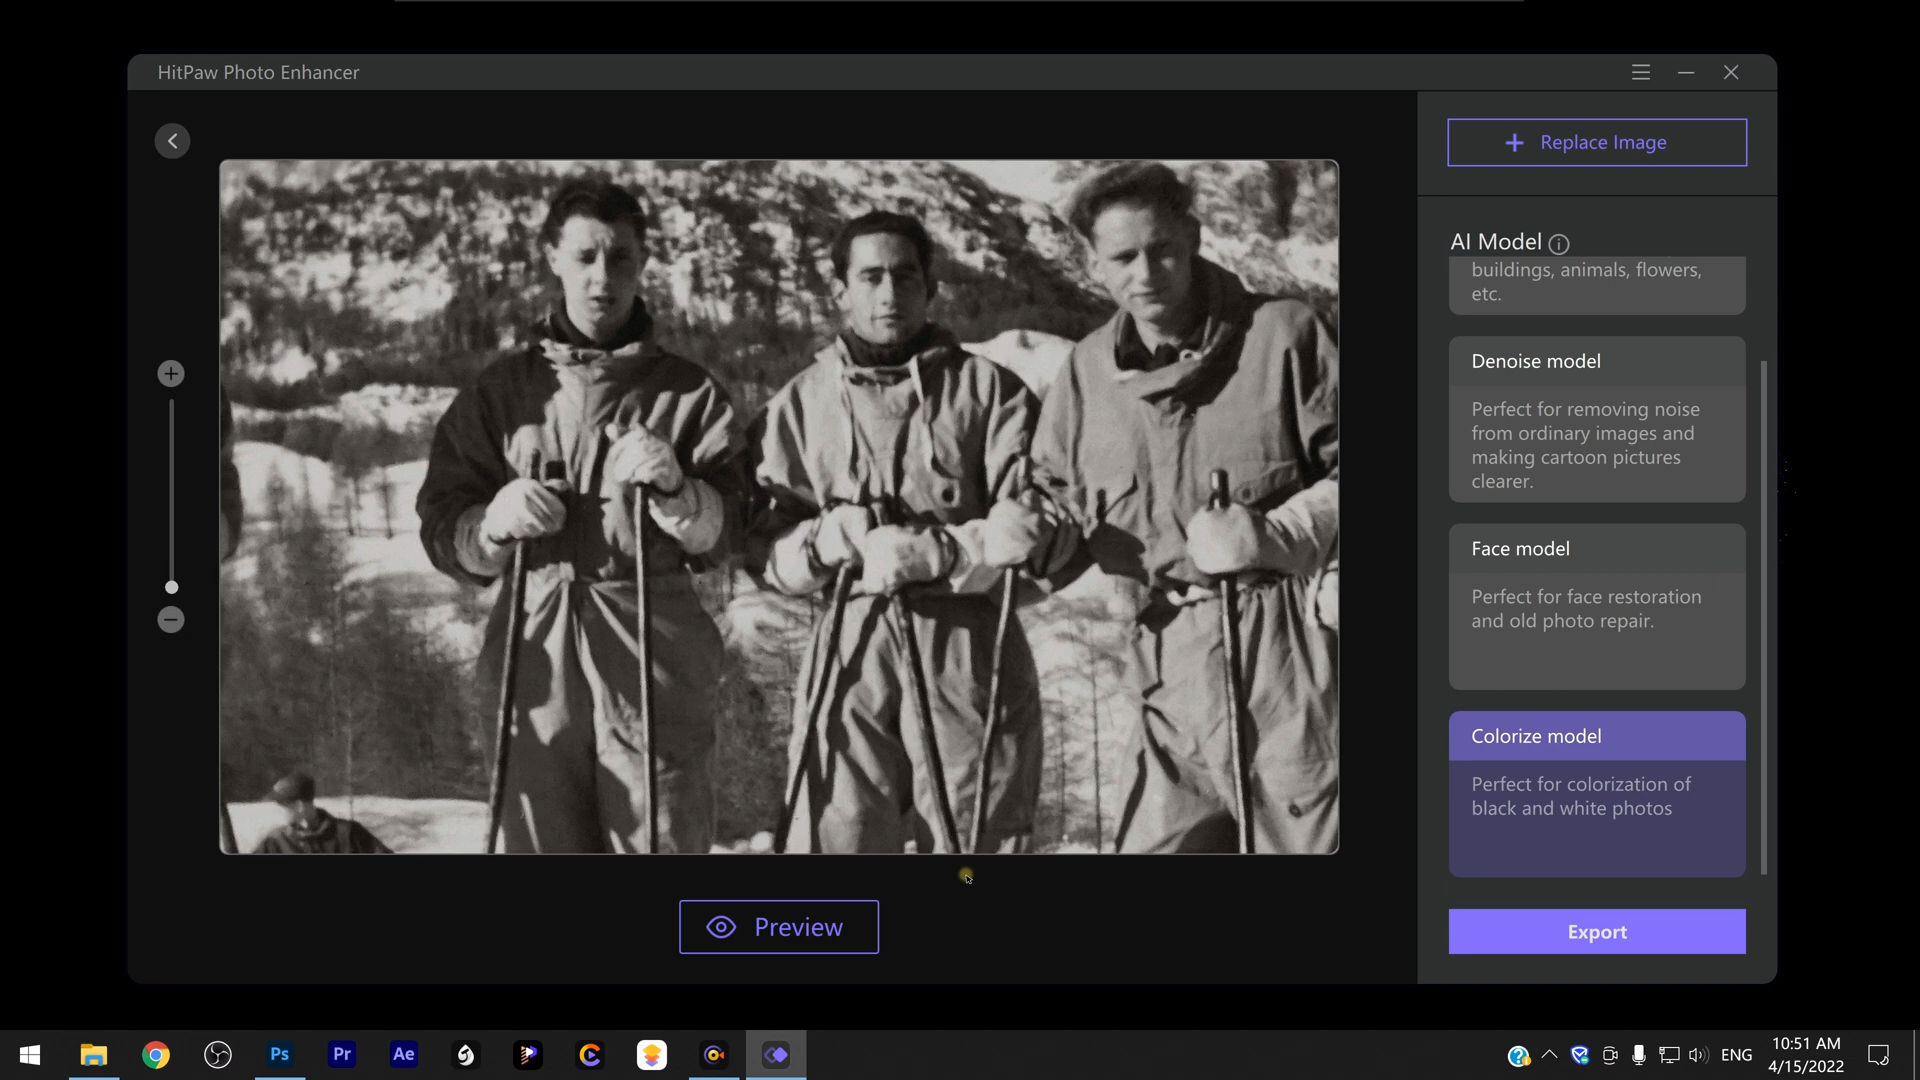 HitPaw Photo Enhancer
Replace Image
AI Model
buildings, animals, flowers,
etc.
Denoise model
Perfect for removing noise
from ordinary images and
making cartoon pictures
clearer.
Face model
Perfect for face restoration
and old photo repair.
Colorize model
Perfect for colorization of
black and white photos
Preview
Export
Ps
Pr
Ae
ENG
10:51 AM
4/15/2022